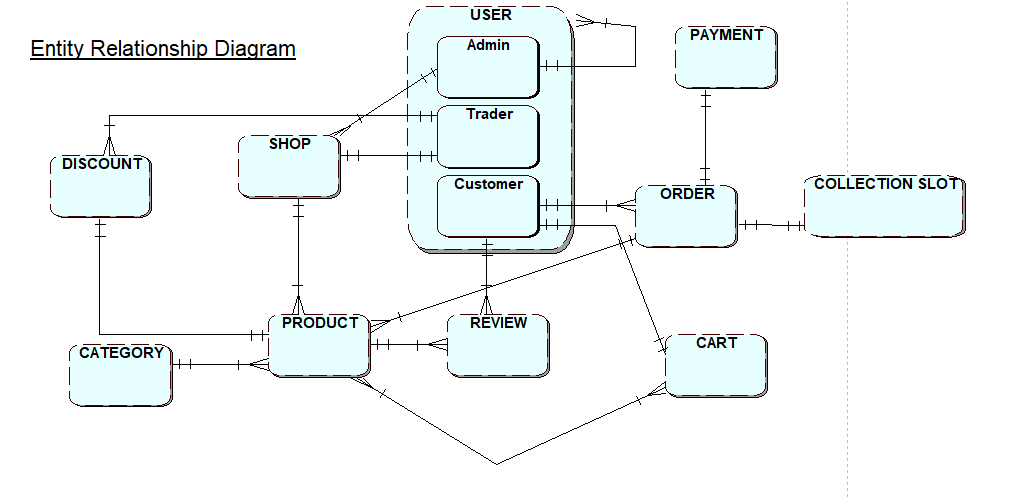 Entity Relationship Diagram
USER
Admin
PAYMENT
Trader
SHOP
DISCOUNT
Customer
ORDER
COLLECTION SLOT
PRODUCT
REVIEW
CATEGORY
CART